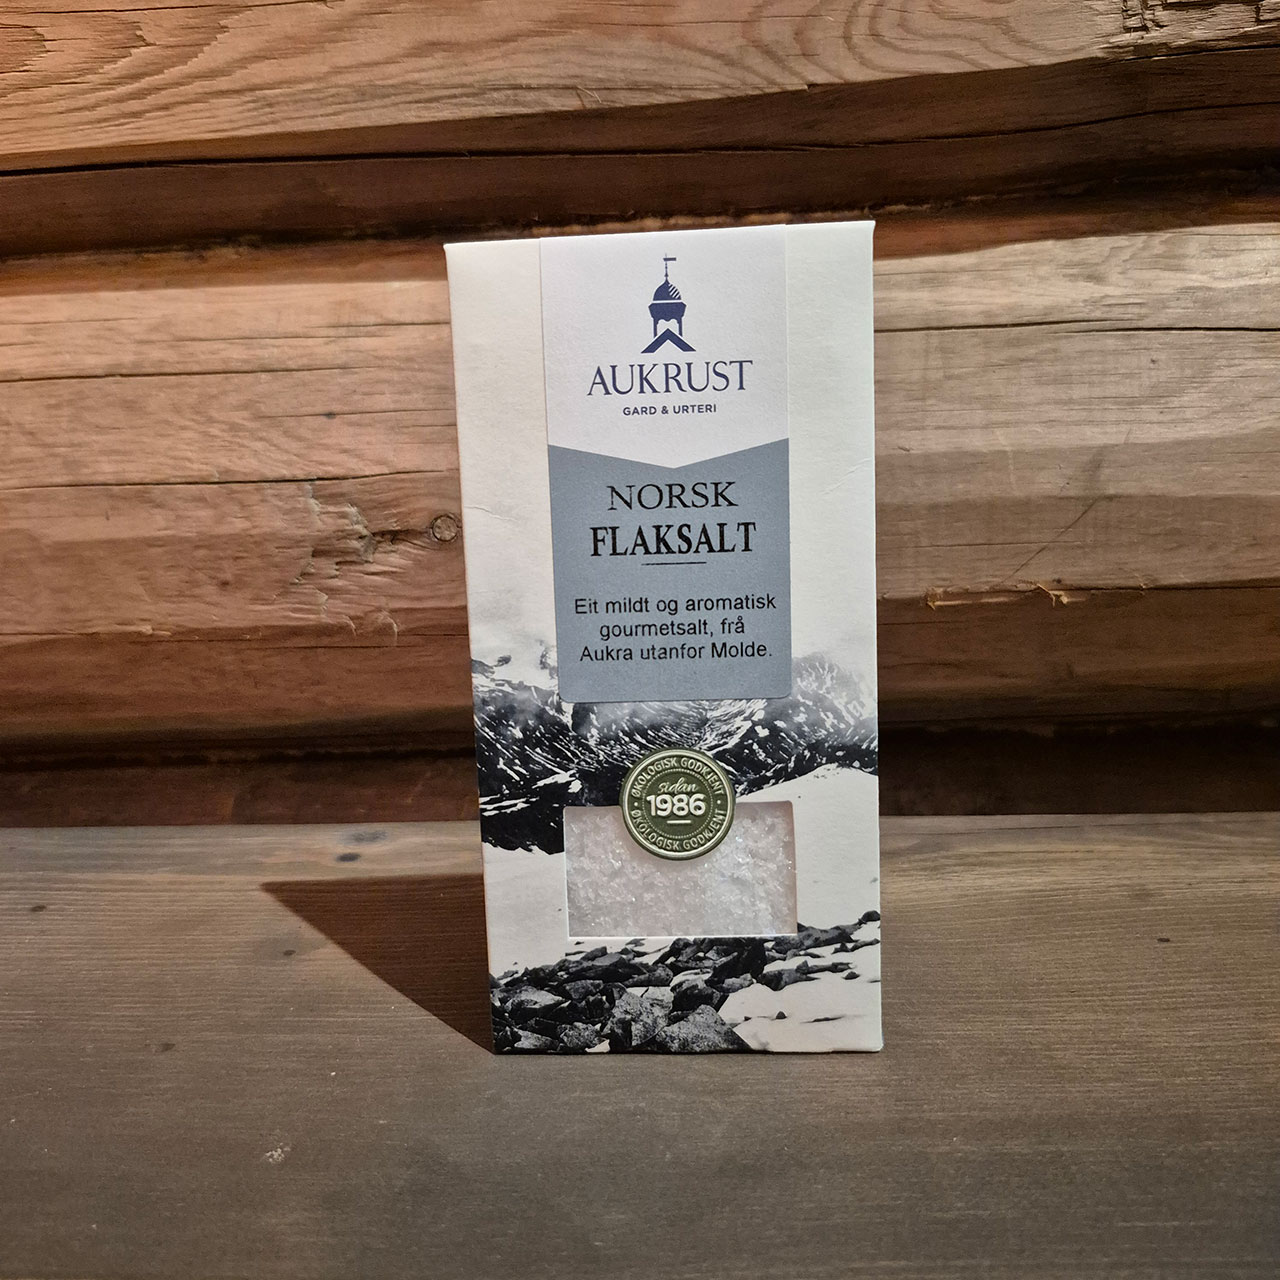 AUKRUST
GARD & URTERI
NORSK
FLAKSALT
Eit mildt og aromatisk
gourmetsalt, frå
Aukra utanfor Molde.
ØKOLOGISK GODKJENT
sidan
1986
ØKOLOGISK GODKJENT